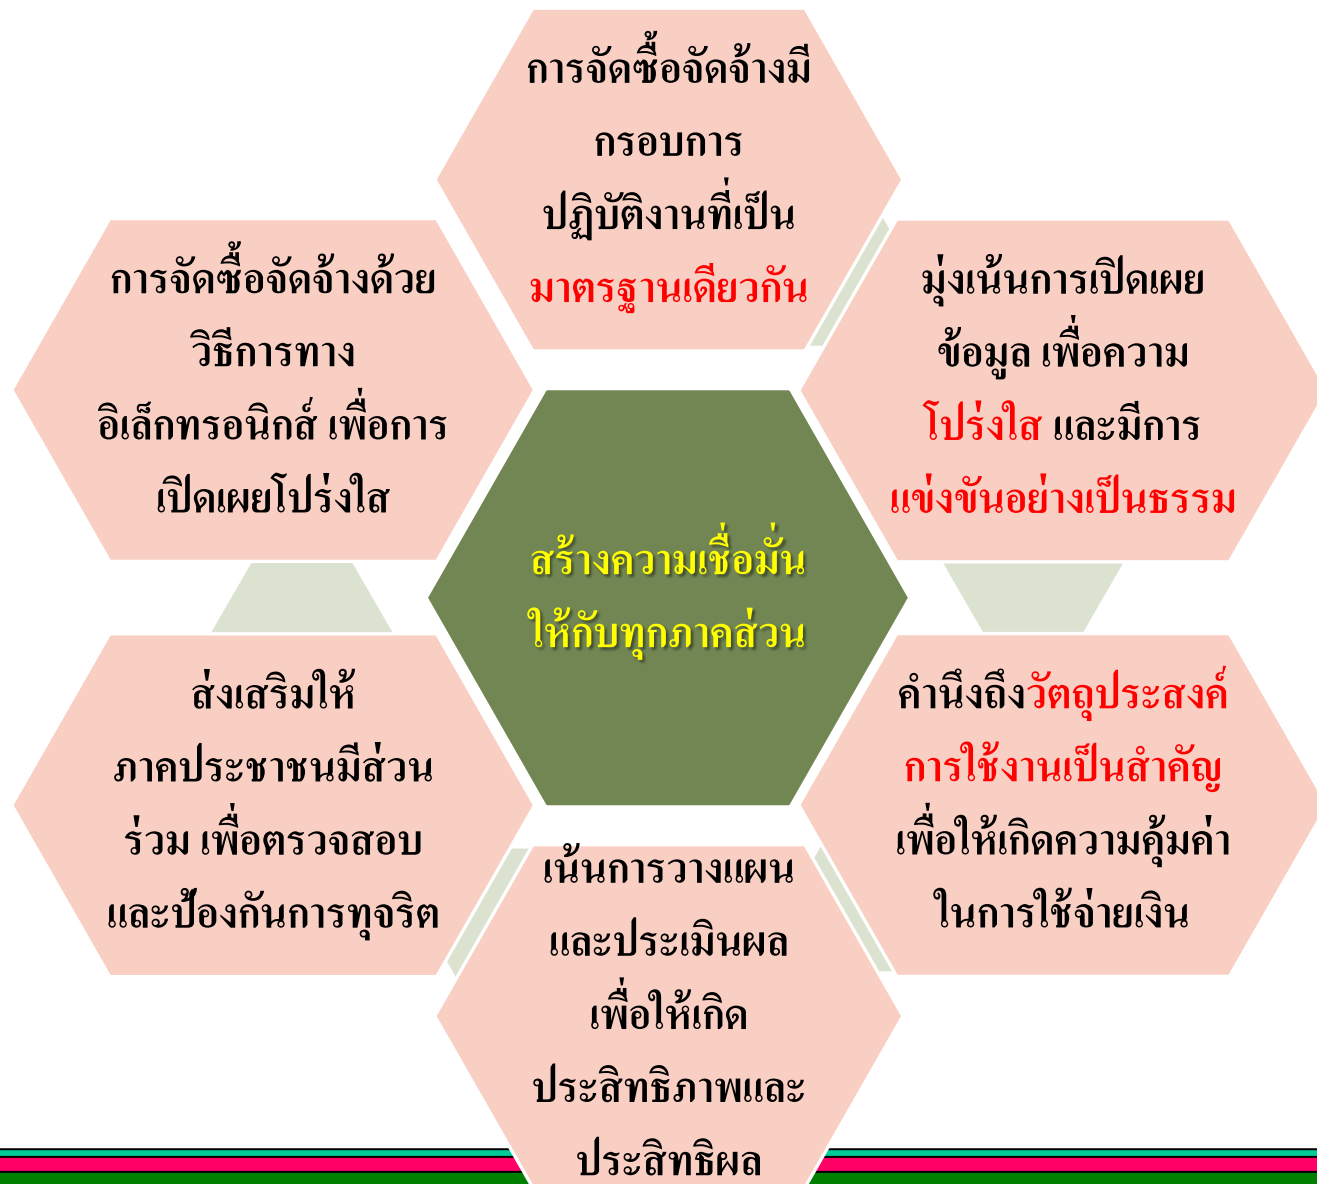 การจัดซื้อจัดจ้างมี
กรอบการ
ปฏิบัติงานที่เป็น
มาตรฐานเดียวกัน
มุ่งเน้นการเปิดเผย
ข้อมูล เพื่อความ
โปร่งใส และมีการ
แข่งขันอย่างเป็นธรรม
คำนึงถึงวัตถุประสงค์
การใช้งานเป็นสำคัญ
เพื่อให้เกิดความคุ้มค่า
ในการใช้จ่ายเงิน
เน้นการวางแผน
และประเมินผล
เพื่อให้เกิด
ประสิทธิภาพและ
ประสิทธิผล
ส่งเสริมให้
ภาคประชาชนมีส่วน
ร่วม เพื่อตรวจสอบ
และป้องกันการทุจริต
การจัดซื้อจัดจ้างด้วย
วิธีการทาง
อิเล็กทรอนิกส์ เพื่อการ
เปิดเผยโปร่งใส
สร้างความเชื่อมั่น
ให้กับทุกภาคส่วน